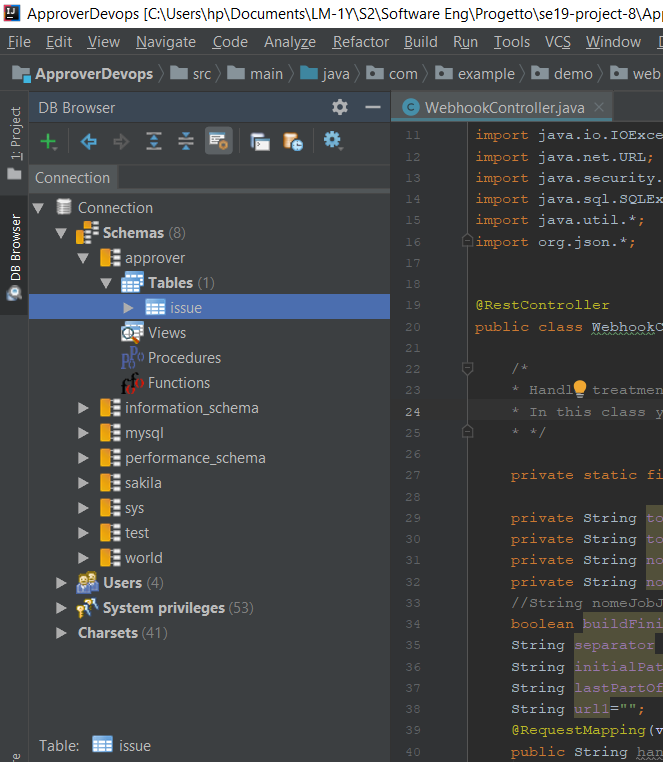 ApproverDevops [C:\Users\hp\Documents\LM-1Y\S2\Software Eng\Progetto\se19-project-8\App
File Edit View Navigate Code Analyze Refactor Build Run Tools VCS Window
ApproverDevops src main java com example demo web
1: Project
DB Browser
DB Browser
WebhookController.java
Connection
Connection
Schemas (8)
approver
Tables (1)
issue
Views
Procedures
Functions
information_schema
mysql
performance_schema
sakila
sys
test
world
Users (4)
System privileges (53)
Charsets (41)
Table: issue
11 import java.io.IOExce
12 import java.net.URL;
13 import java.security.
14 import java.sql.SQLEx
15 import java.util.*;
16 import org.json.*;
17
18
19 @RestController
20 public class WebhookC
21
22 /*
23 * Handl treatmen
24 * In this class y
25 * */
26
27 private static fi
28
29 private String to
30 private String to
31 private String no
32 private String no
33 //String nomeJobJ
34 boolean buildFini
35 String separator
36 String initialPat
37 String lastPartOf
38 String url1="";
39 @RequestMapping(v
40 public String han